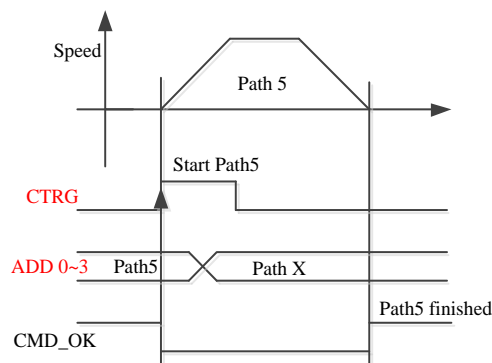 Speed
Path 5
Start Path5
CTRG
ADD 0~3
Path5
Path X
Path5 finished
CMD_OK